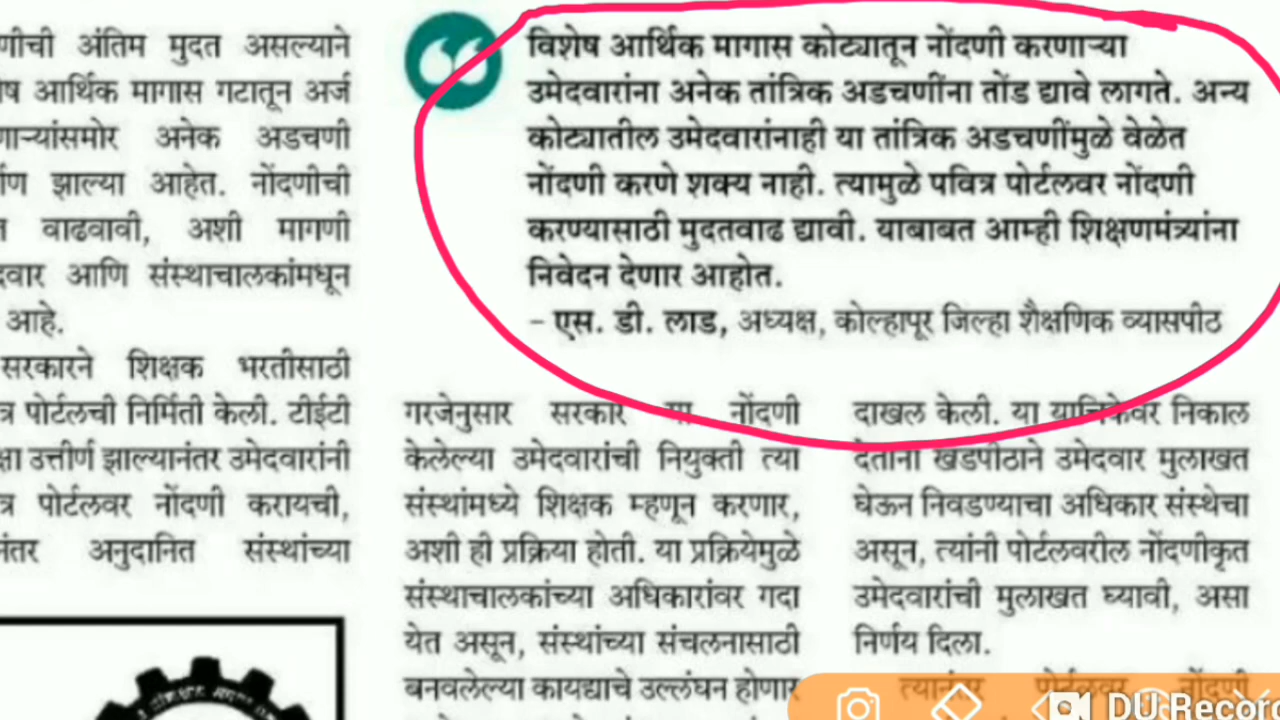 अंतिम मुदत असल्याने
आर्थिक मागास गटातून अर्ज
अनेक अडचणी
झाल्या आहेत. नोंदणीची
वाढवावी, अशी मागणी
आणि संस्थाचालकांमधून
आहे.
सरकारने शिक्षक भरतीसाठी
पोर्टलची निर्मिती केली. टीईटी
उत्तीर्ण झाल्यानंतर उमेदवारांनी
पोर्टलवर नोंदणी करायची,
अनुदानित संस्थांच्या
विशेष आर्थिक मागास कोट्यातून नोंदणी करणाऱ्या
उमेदवारांना अनेक तांत्रिक अडचणींना तोंड द्यावे लागते. अन्य
कोट्यातील उमेदवारांनाही या तांत्रिक अडचणींमुळे वेळेत
नोंदणी करणे शक्य नाही. त्यामुळे पवित्र पोर्टलवर नोंदणी
करण्यासाठी मुदतवाढ द्यावी. याबाबत आम्ही शिक्षणमंत्र्यांना
निवेदन देणार आहोत.
– एस. डी. लाड, अध्यक्ष, कोल्हापूर जिल्हा शैक्षणिक व्यासपीठ
गरजेनुसार सरकार या नोंदणी
केलेल्या उमेदवारांची नियुक्ती त्या
संस्थांमध्ये शिक्षक म्हणून करणार,
अशी ही प्रक्रिया होती. या प्रक्रियेमुळे
संस्थाचालकांच्या अधिकारांवर गदा
येत असून, संस्थांच्या संचलनासाठी
बनवलेल्या कायद्याचे उल्लंघन होणार
दाखल केली. या याचिकेवर निकाल
देताना खंडपीठाने उमेदवार मुलाखत
घेऊन निवडण्याचा अधिकार संस्थेचा
असून, त्यांनी पोर्टलवरील नोंदणीकृत
उमेदवारांची मुलाखत घ्यावी, असा
निर्णय दिला.
त्यानंतर पोर्टलवर नोंदणी
DU Recor